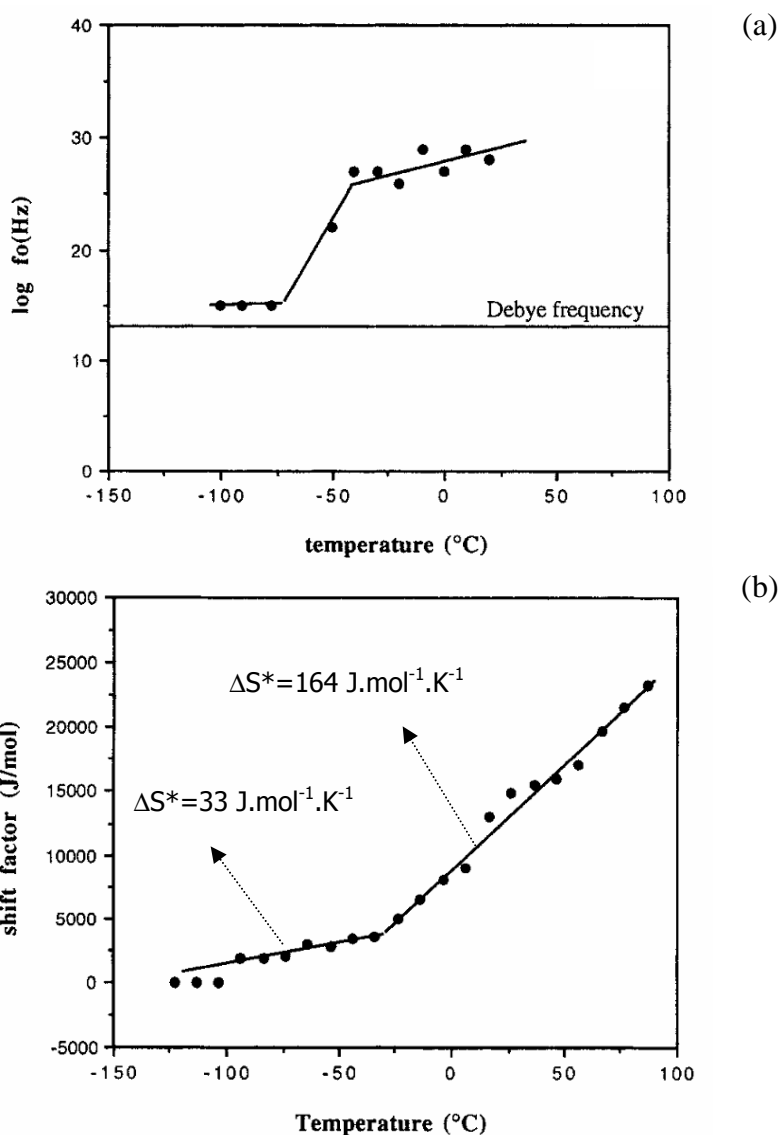 (a)
40
30
20
10
0
log fo(Hz)
Debye frequency
-150 -100 -50 0 50 100
temperature (°C)
(b)
30000
25000
20000
15000
10000
5000
0
-5000
shift factor (J/mol)
ΔS*=164 J.mol⁻¹.K⁻¹
ΔS*=33 J.mol⁻¹.K⁻¹
-150 -100 -50 0 50 100
Temperature (°C)